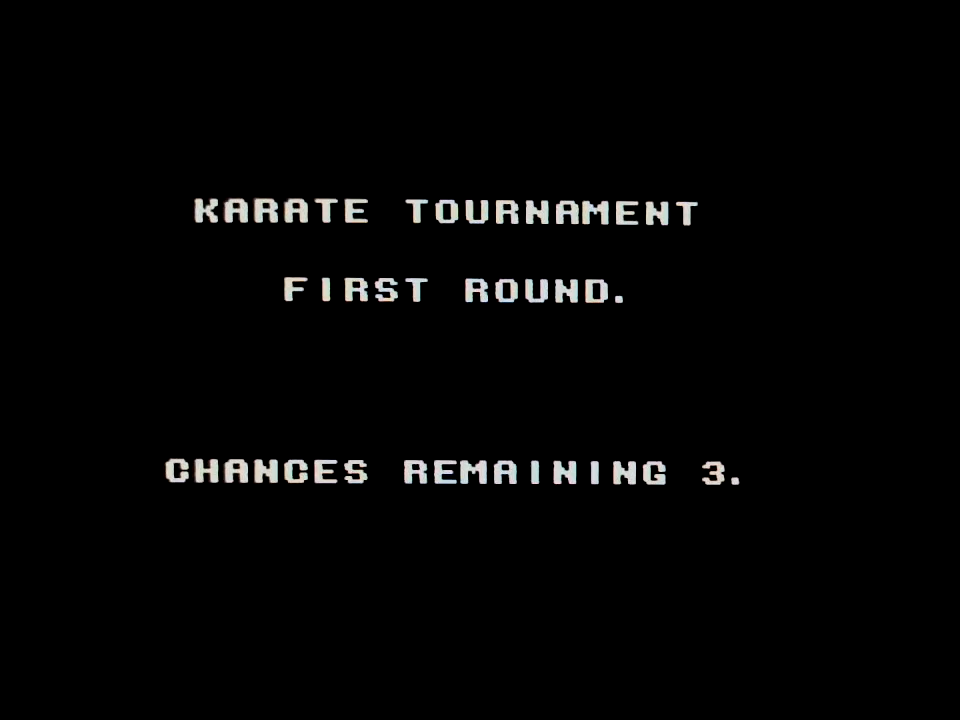 KARATE TOURNAMENT
FIRST ROUND.
CHANCES REMAINING 3.